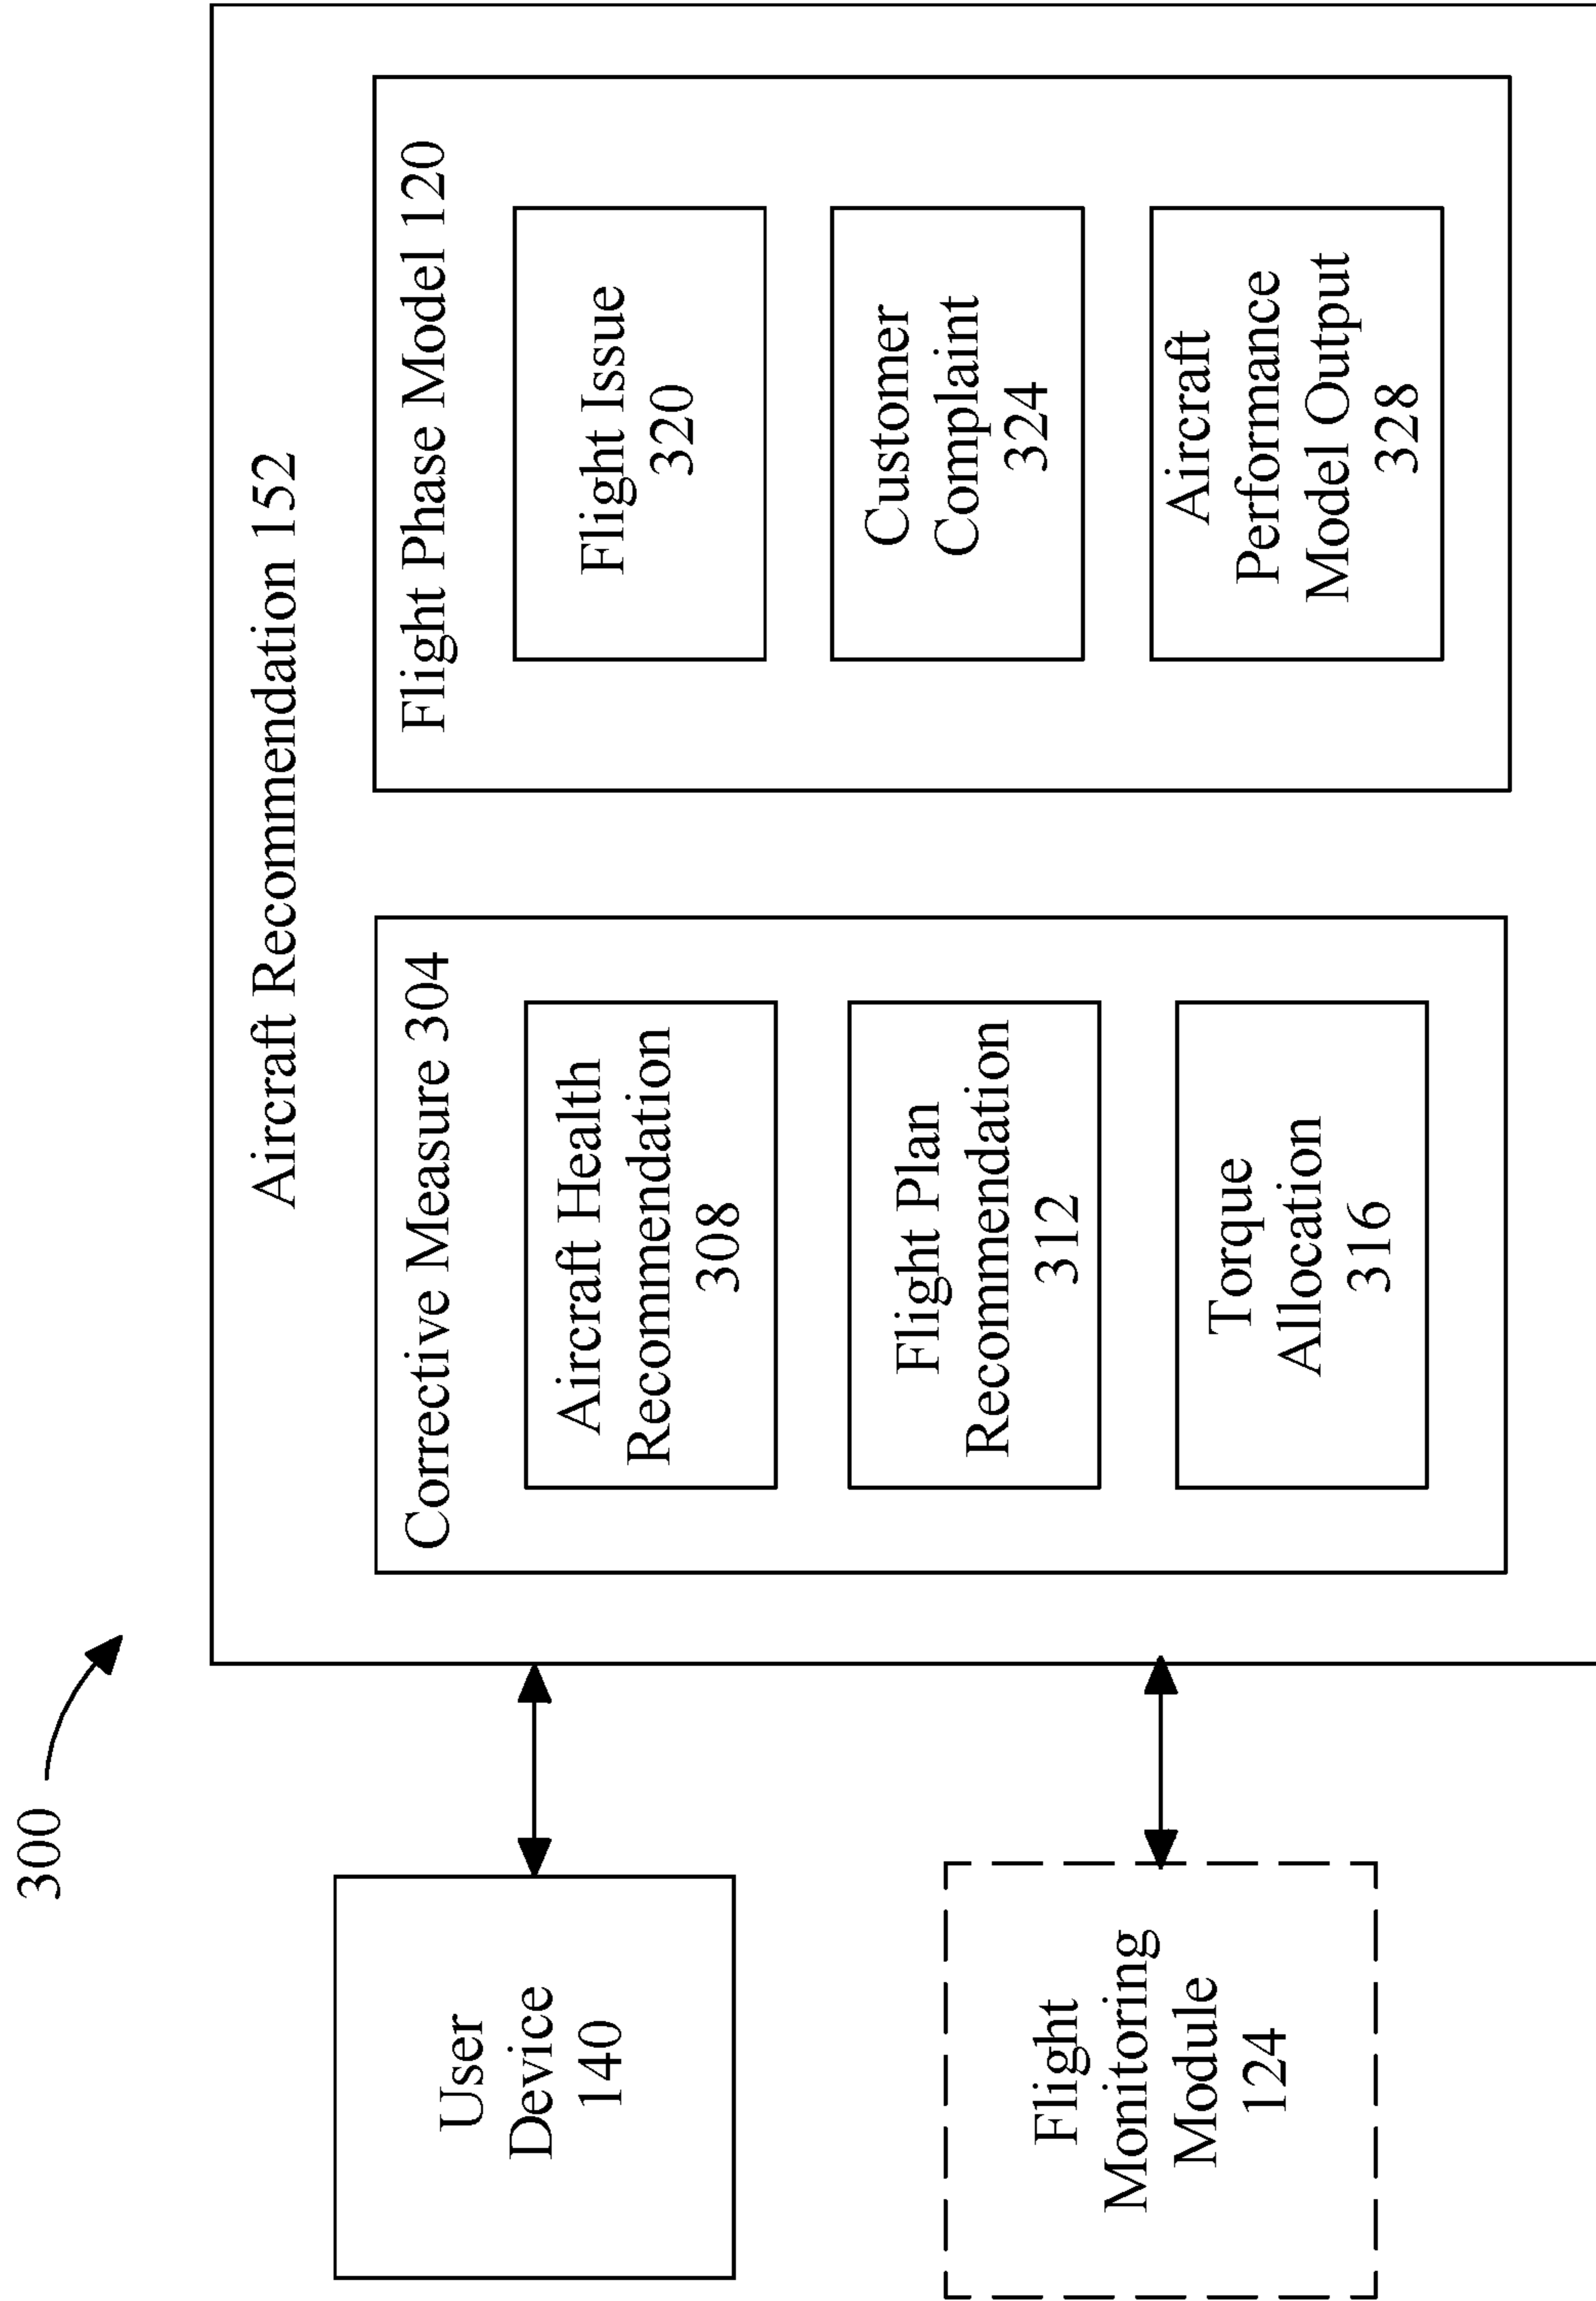 300
User
Device
140
Flight
Monitoring
Module
124
Aircraft Recommendation 152
Corrective Measure 304
Aircraft Health
Recommendation
308
Flight Plan
Recommendation
312
Torque
Allocation
316
Flight Phase Model 120
Flight Issue
320
Customer
Complaint
324
Aircraft
Performance
Model Output
328